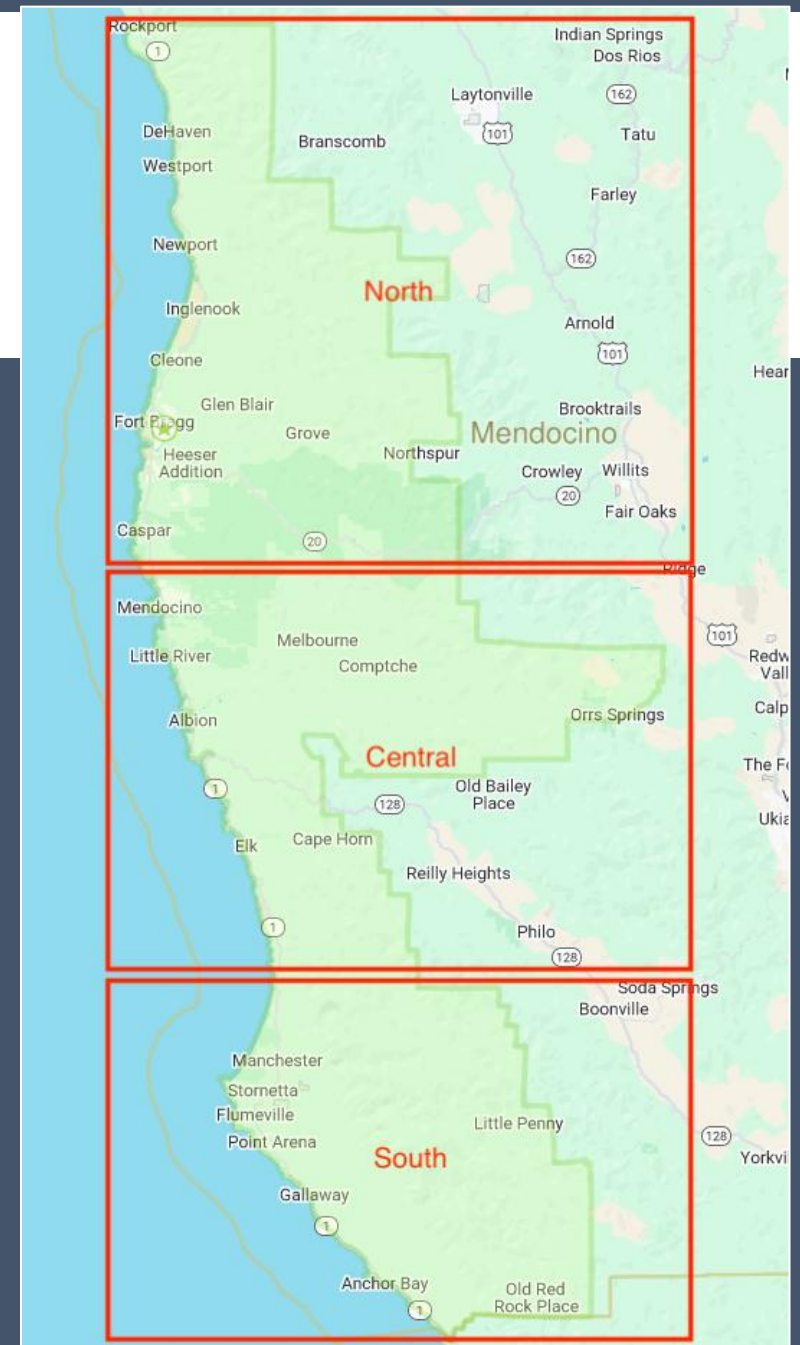 Rockport
1
Indian Springs
Dos Rios
Laytonville
162
101
DeHaven
Tatu
Branscomb
Westport
Farley
Newport
162
North
Inglenook
Arnold
101
Cleone
Hear
Glen Blair
Brooktrails
Fort Bragg
Grove
Mendocino
Northspur
Heeser
Addition
Crowley
Willits
20
Fair Oaks
Caspar
20
Ridge
Mendocino
101
Melbourne
Little River
Comptche
Redw
Vall
Calp
Orrs Springs
Albion
Central
The Fo
1
Old Bailey
Place
128
Ukia
Elk
Cape Horn
Reilly Heights
1
Philo
128
Soda Springs
Boonville
Manchester
Stornetta
Flumeville
Little Penny
Point Arena
128
South
Yorkvi
Gallaway
1
Anchor Bay
Old Red
Rock Place
1